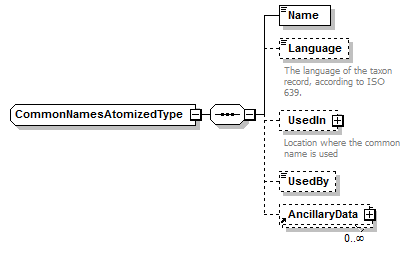 Name
Language
The language of the taxon
record, according to ISO
639.
CommonNamesAtomizedType
UsedIn
Location where the common
name is used
UsedBy
AncillaryData
0..∞